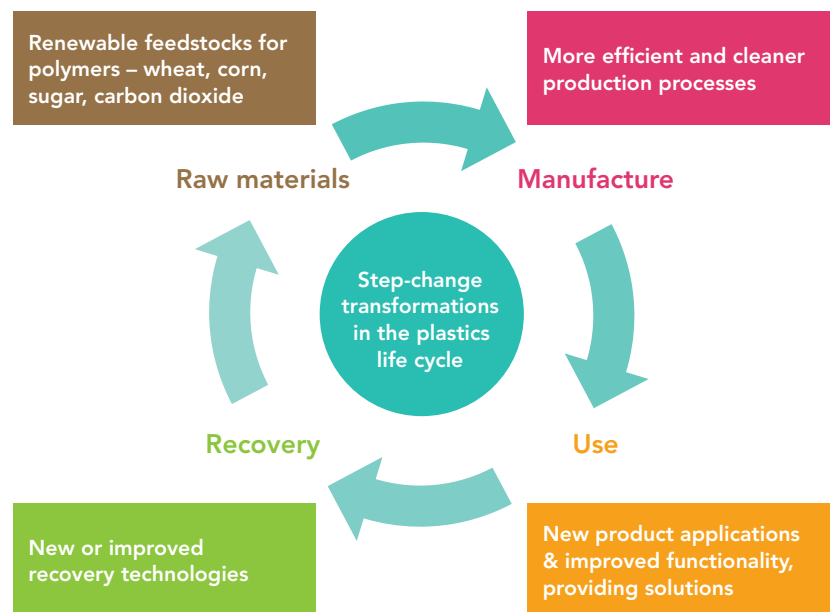 Renewable feedstocks for
polymers – wheat, corn,
sugar, carbon dioxide
More efficient and cleaner
production processes
Raw materials
Manufacture
Step-change
transformations
in the plastics
life cycle
Recovery
Use
New or improved
recovery technologies
New product applications
& improved functionality,
providing solutions